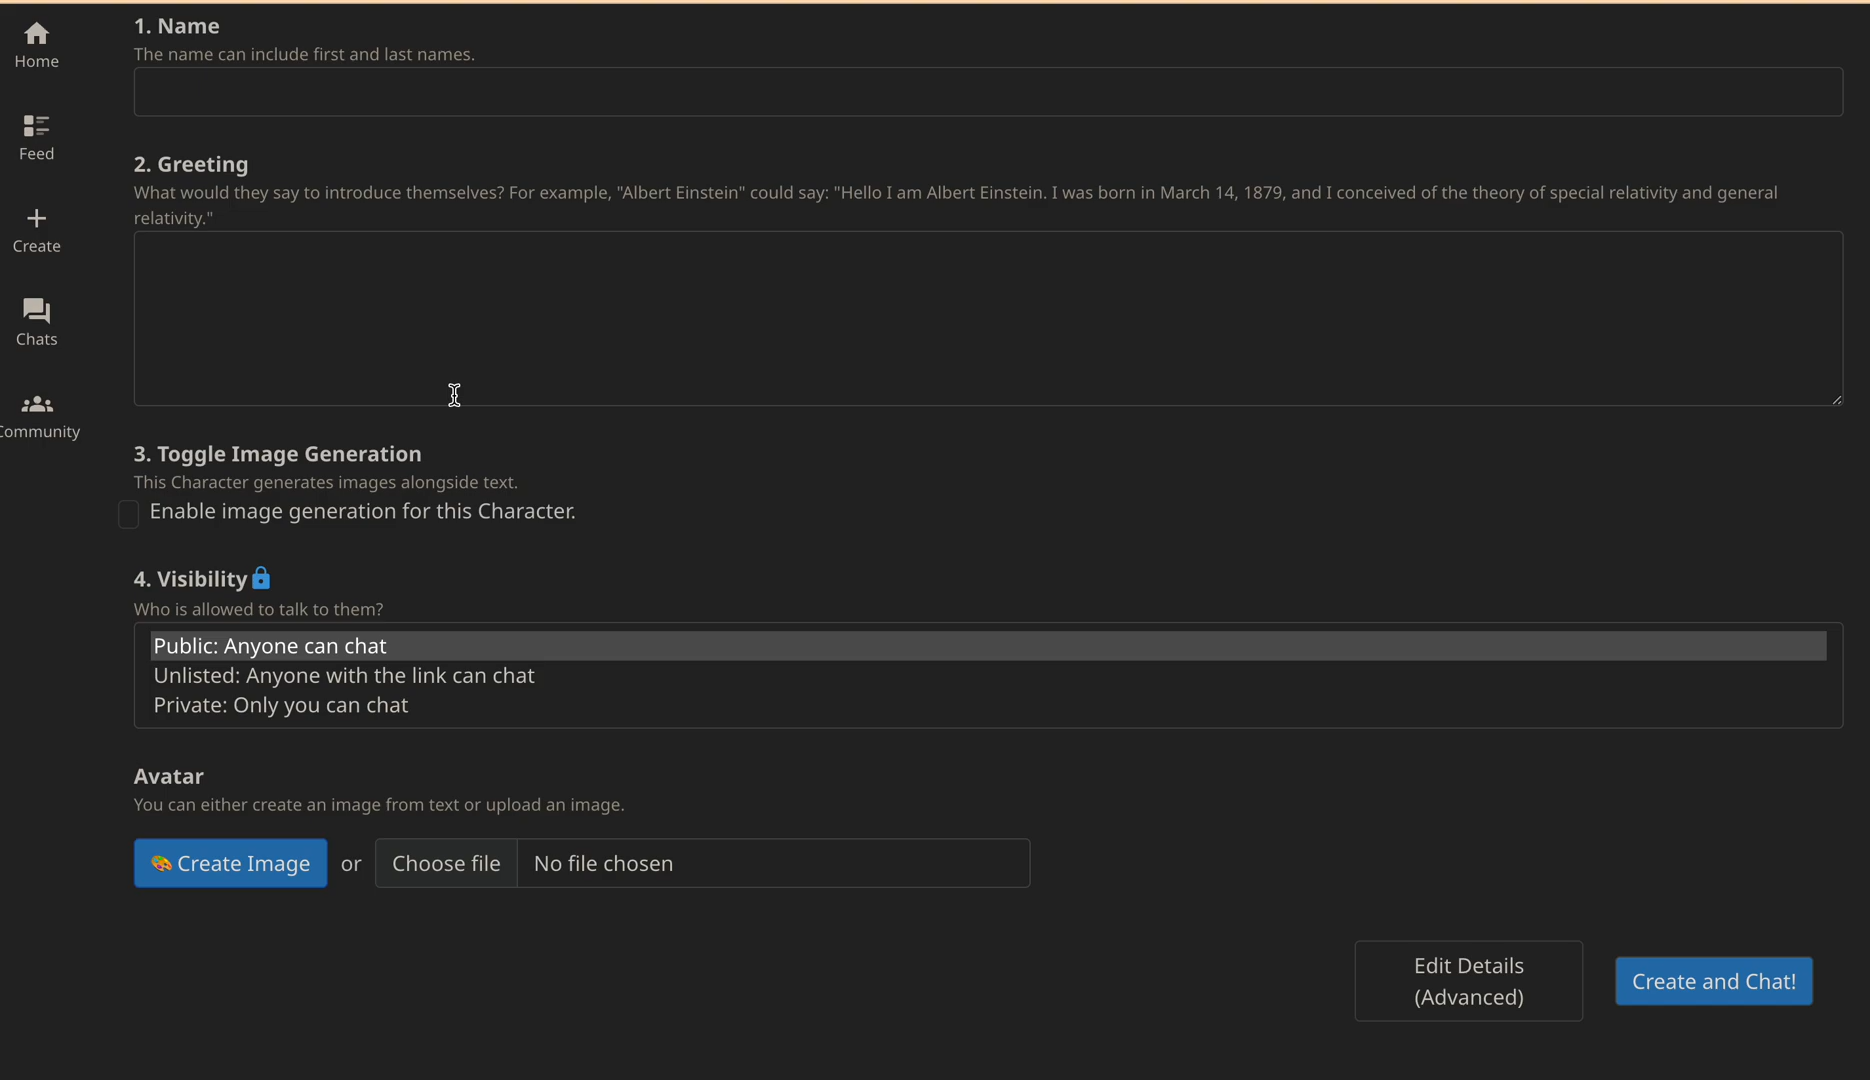 Home
Feed
Create
Chats
Community
1. Name
The name can include first and last names.
2. Greeting
What would they say to introduce themselves? For example, "Albert Einstein" could say: "Hello I am Albert Einstein. I was born in March 14, 1879, and I conceived of the theory of special relativity and general
relativity."
3. Toggle Image Generation
This Character generates images alongside text.
Enable image generation for this Character.
4. Visibility
Who is allowed to talk to them?
Public: Anyone can chat
Unlisted: Anyone with the link can chat
Private: Only you can chat
Avatar
You can either create an image from text or upload an image.
Create Image or Choose file No file chosen
Edit Details
(Advanced)
Create and Chat!